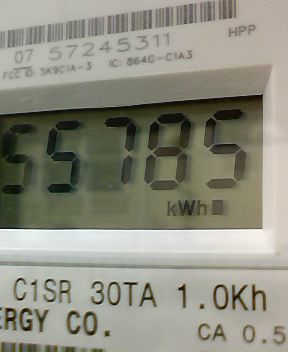 07 57245311 HPP
FCC ID: SK9C1A-3 IC: 864G-C1A3
55785
kWh
C1SR 30TA 1.0Kh
ERGY CO. CA 0.5